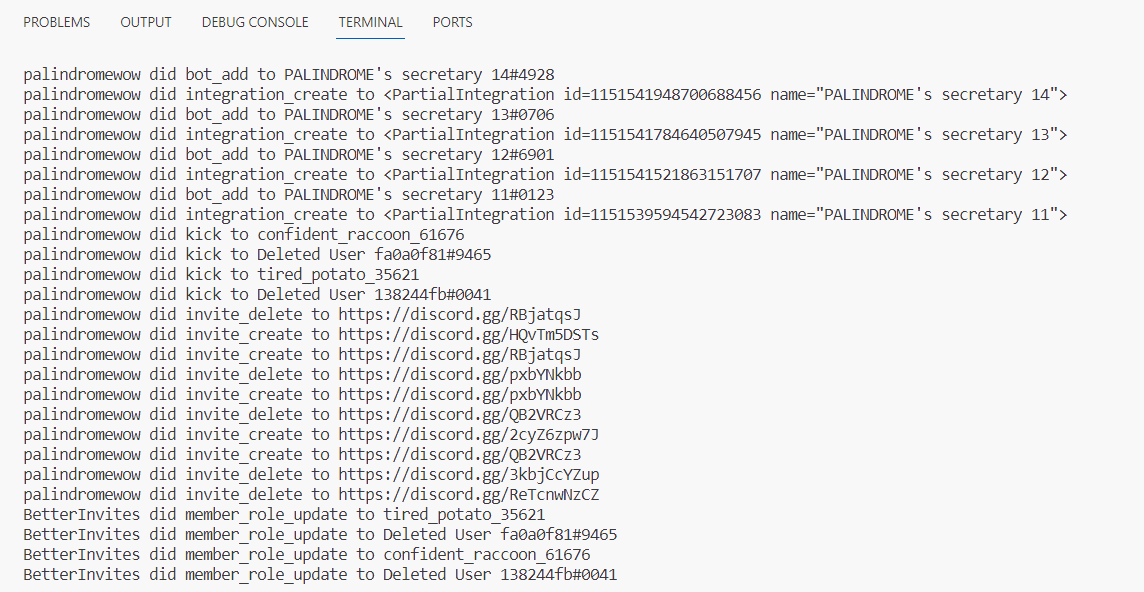 PROBLEMS OUTPUT DEBUG CONSOLE TERMINAL PORTS
palindromewow did bot_add to PALINDROME's secretary 14#4928
palindromewow did integration_create to <PartialIntegration id=1151541948700688456 name="PALINDROME's secretary 14">
palindromewow did bot_add to PALINDROME's secretary 13#0706
palindromewow did integration_create to <PartialIntegration id=1151541784640507945 name="PALINDROME's secretary 13">
palindromewow did bot_add to PALINDROME's secretary 12#6901
palindromewow did integration_create to <PartialIntegration id=1151541521863151707 name="PALINDROME's secretary 12">
palindromewow did bot_add to PALINDROME's secretary 11#0123
palindromewow did integration_create to <PartialIntegration id=1151539594542723083 name="PALINDROME's secretary 11">
palindromewow did kick to confident_raccoon_61676
palindromewow did kick to Deleted User fa0a0f81#9465
palindromewow did kick to tired_potato_35621
palindromewow did kick to Deleted User 138244fb#0041
palindromewow did invite_delete to https://discord.gg/RBjatqsJ
palindromewow did invite_create to https://discord.gg/HQvTm5DSTs
palindromewow did invite_create to https://discord.gg/RBjatqsJ
palindromewow did invite_delete to https://discord.gg/pxbYNkbb
palindromewow did invite_create to https://discord.gg/pxbYNkbb
palindromewow did invite_delete to https://discord.gg/QB2VRCz3
palindromewow did invite_create to https://discord.gg/2cyZ6zpw7J
palindromewow did invite_create to https://discord.gg/QB2VRCz3
palindromewow did invite_delete to https://discord.gg/3kbjCcYZup
palindromewow did invite_delete to https://discord.gg/ReTcnwNzCZ
BetterInvites did member_role_update to tired_potato_35621
BetterInvites did member_role_update to Deleted User fa0a0f81#9465
BetterInvites did member_role_update to confident_raccoon_61676
BetterInvites did member_role_update to Deleted User 138244fb#0041